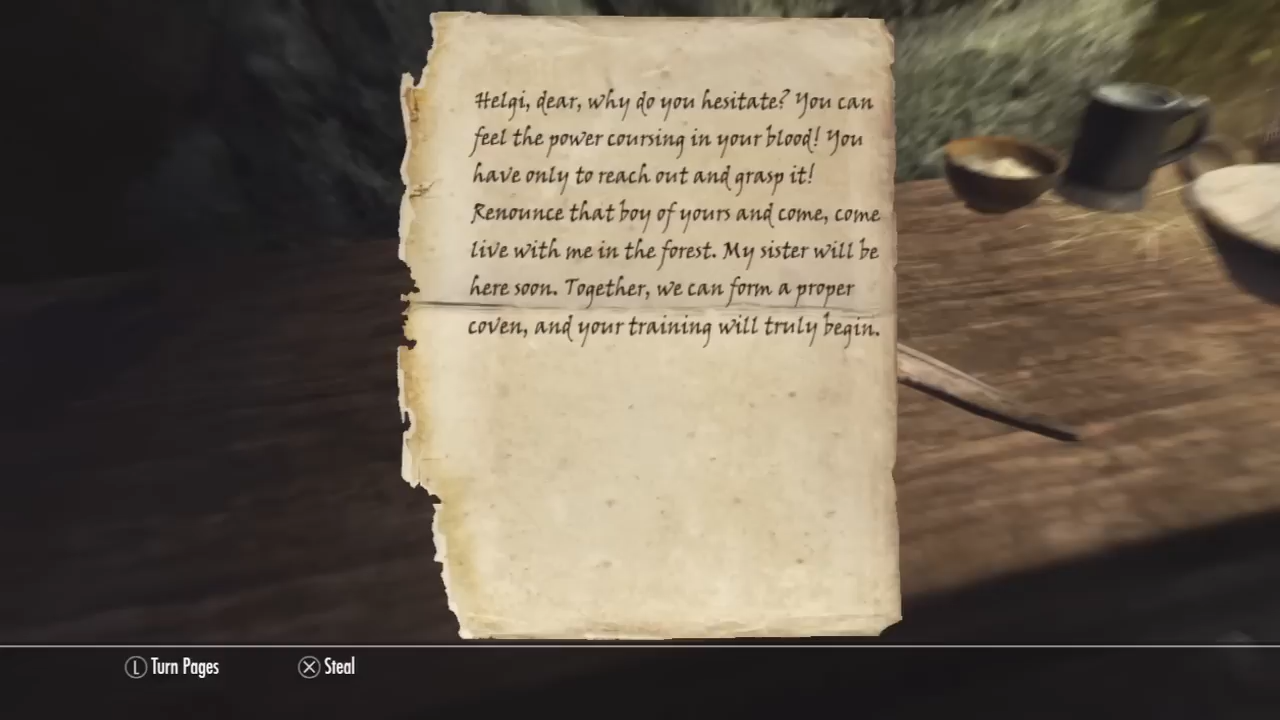 Helgi, dear, why do you hesitate? You can
feel the power coursing in your blood! You
have only to reach out and grasp it!
Renounce that boy of yours and come, come
live with me in the forest. My sister will be
here soon. Together, we can form a proper
coven, and your training will truly begin.
L Turn Pages
X Steal